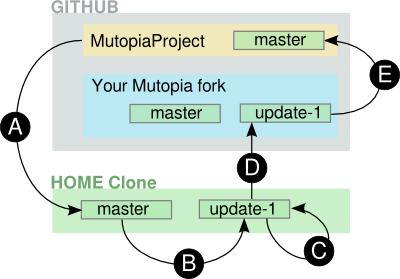 GITHUB
MutopiaProject
master
Your Mutopia fork
master
update-1
A
E
D
HOME Clone
master
update-1
B
C